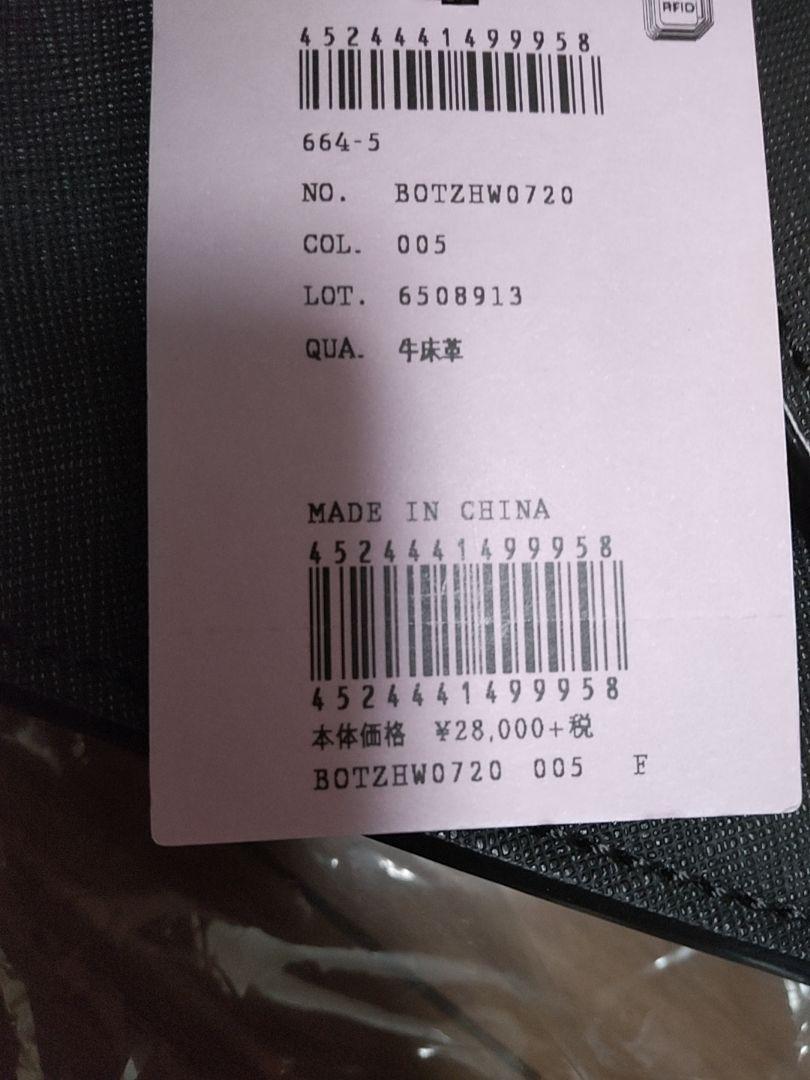 RFID
4524441499958
664-5
NO. BOTZHW0720
COL. 005
LOT. 6508913
QUA. 牛床革
MADE IN CHINA
4524441499958
4524441499958
本体価格 ¥28,000+税
BOTZHW0720 005 F